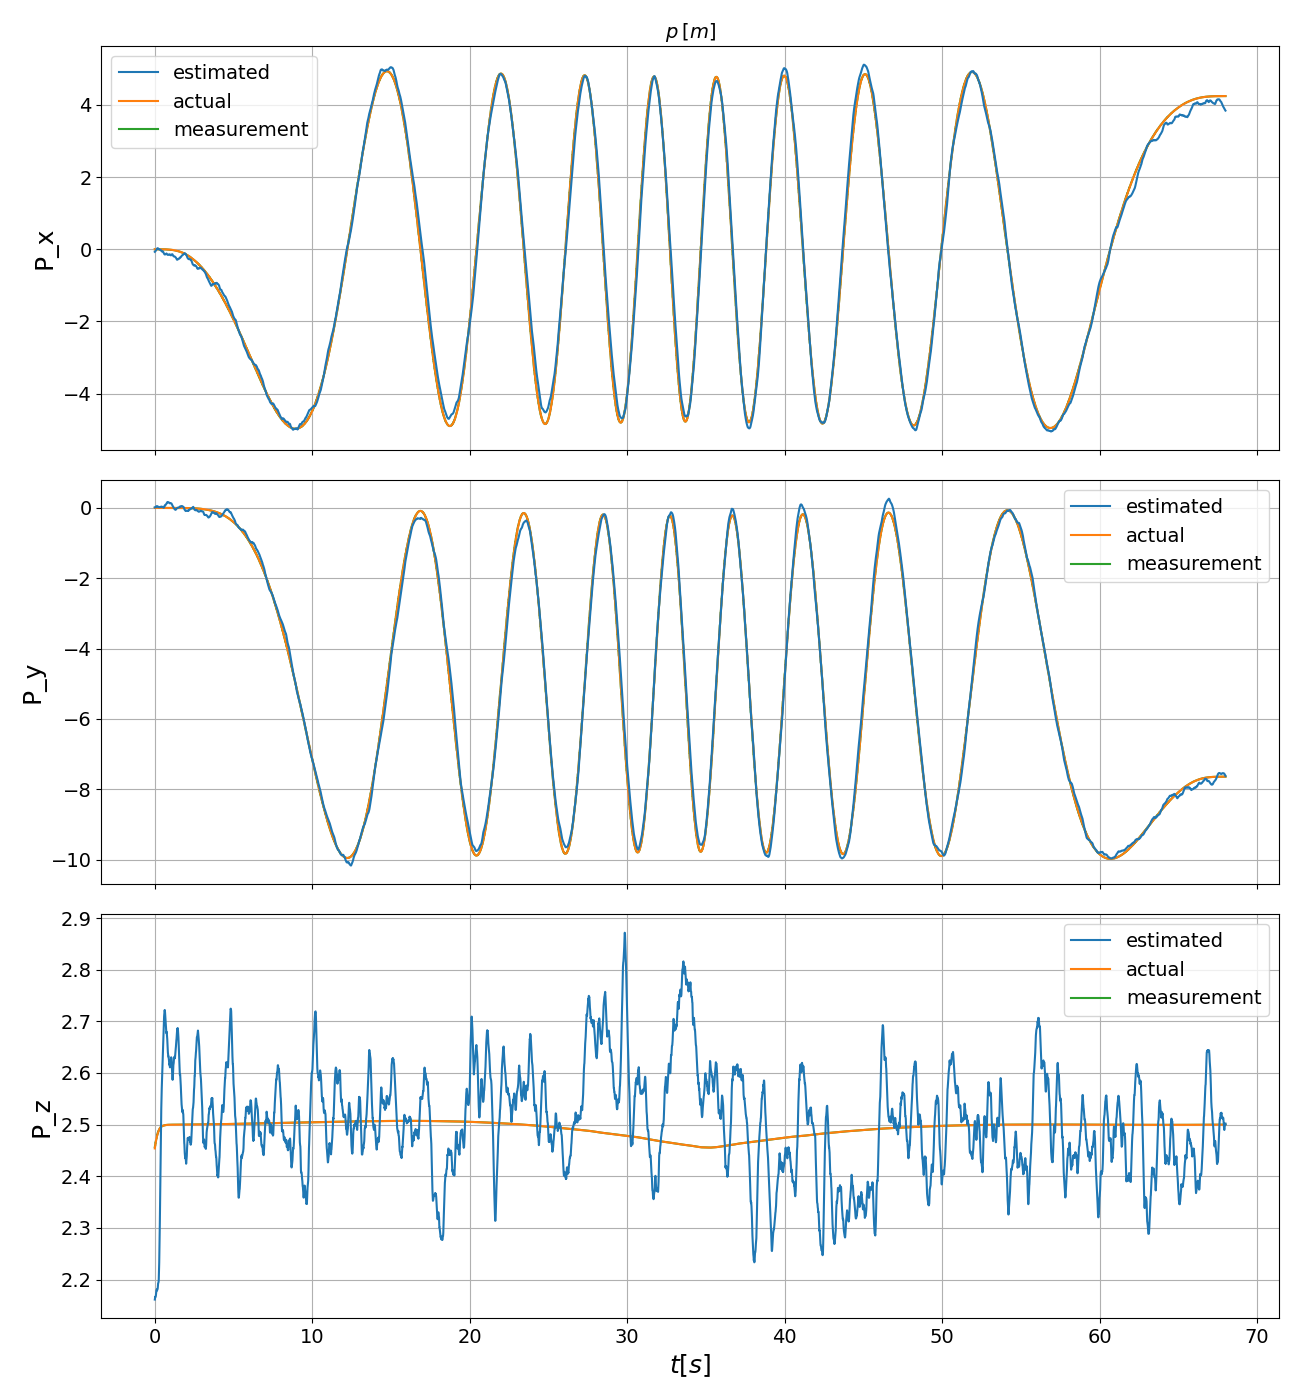 p [m]
estimated
actual
measurement
4
2
0
−2
−4
P_x
estimated
actual
measurement
0
−2
−4
−6
−8
−10
P_y
estimated
actual
measurement
2.9
2.8
2.7
2.6
2.5
2.4
2.3
2.2
P_z
0 10 20 30 40 50 60 70
t[s]